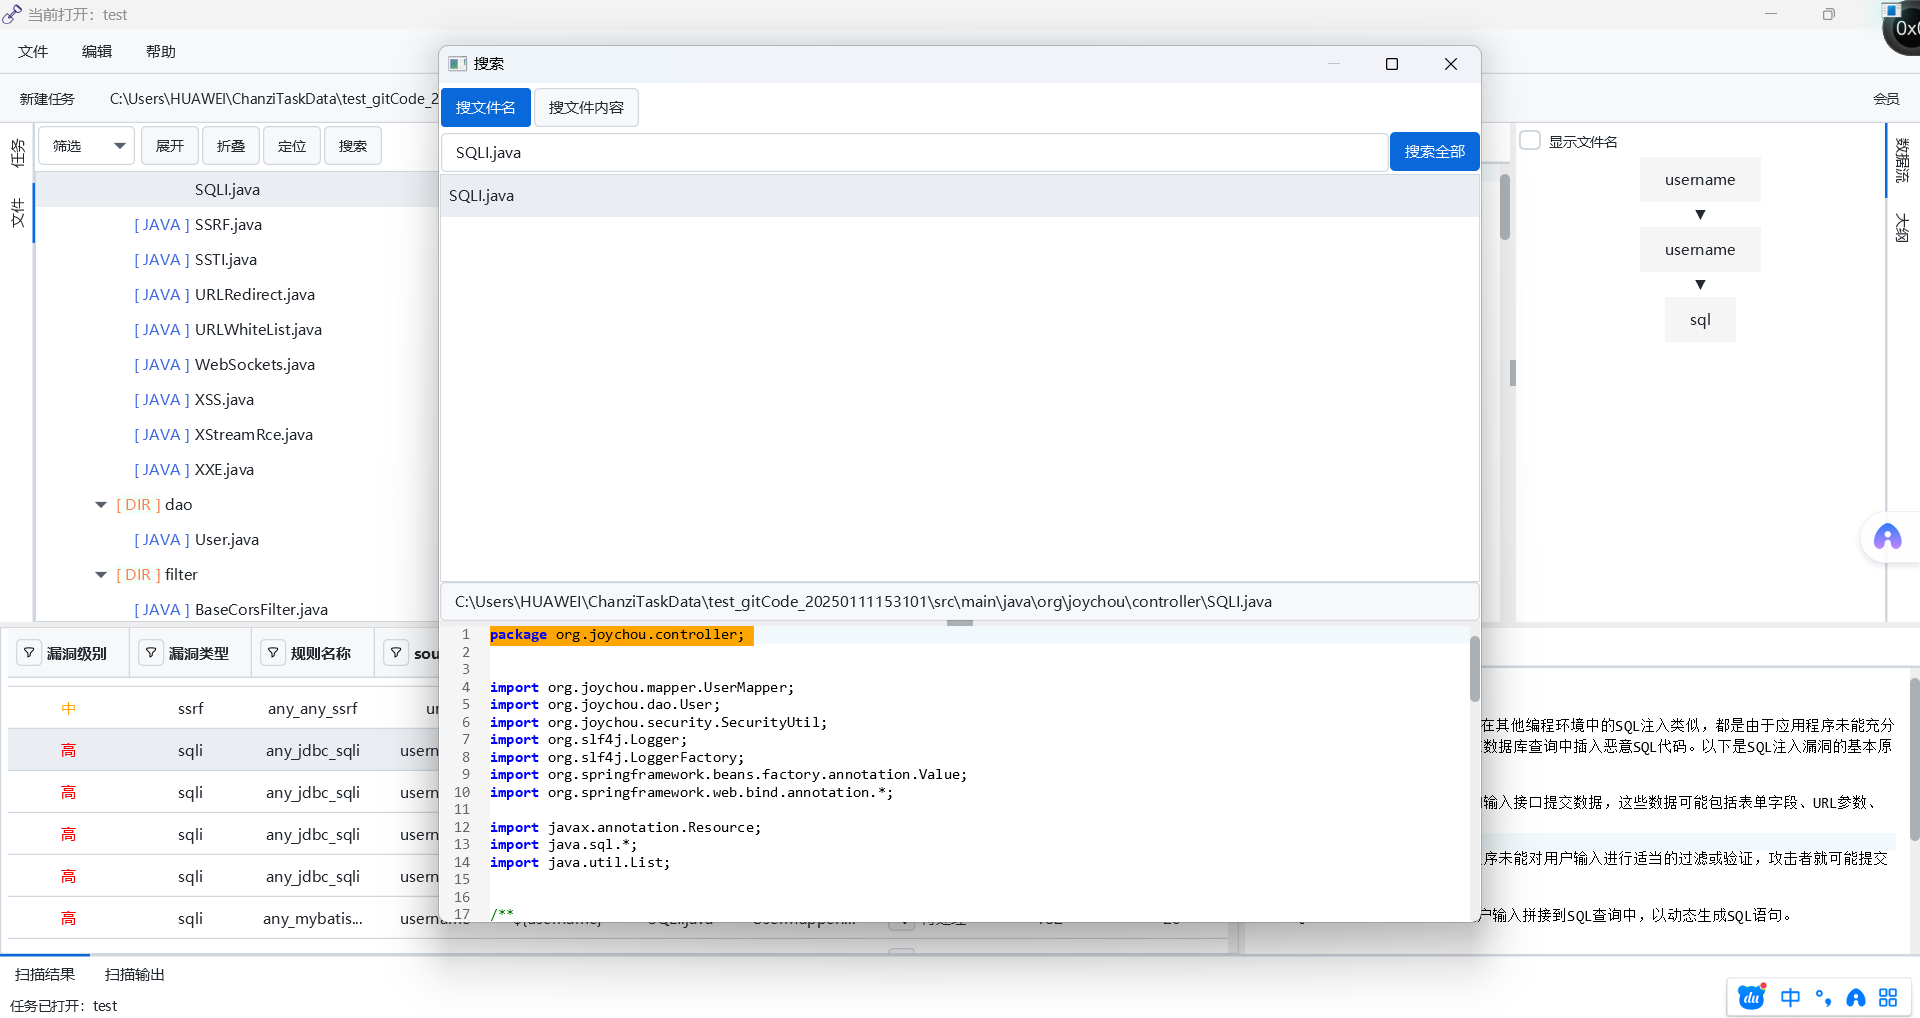 当前打开：test
0x
文件 编辑 帮助
新建任务 C:\Users\HUAWEI\ChanziTaskData\test_gitCode_2
会员
任务
文件
筛选 展开 折叠 定位 搜索
SQLI.java
[ JAVA ] SSRF.java
[ JAVA ] SSTI.java
[ JAVA ] URLRedirect.java
[ JAVA ] URLWhiteList.java
[ JAVA ] WebSockets.java
[ JAVA ] XSS.java
[ JAVA ] XStreamRce.java
[ JAVA ] XXE.java
[ DIR ] dao
[ JAVA ] User.java
[ DIR ] filter
[ JAVA ] BaseCorsFilter.java
搜索
搜文件名 搜文件内容
SQLI.java 搜索全部
SQLI.java
C:\Users\HUAWEI\ChanziTaskData\test_gitCode_20250111153101\src\main\java\org\joychou\controller\SQLI.java
1 package org.joychou.controller;
2
3
4 import org.joychou.mapper.UserMapper;
5 import org.joychou.dao.User;
6 import org.joychou.security.SecurityUtil;
7 import org.slf4j.Logger;
8 import org.slf4j.LoggerFactory;
9 import org.springframework.beans.factory.annotation.Value;
10 import org.springframework.web.bind.annotation.*;
11
12 import javax.annotation.Resource;
13 import java.sql.*;
14 import java.util.List;
15
16
17 /**
显示文件名
username
▼
username
▼
sql
数据流
大纲
漏洞级别 漏洞类型 规则名称 sou
中 ssrf any_any_ssrf ur
高 sqli any_jdbc_sqli usern
高 sqli any_jdbc_sqli usern
高 sqli any_jdbc_sqli usern
高 sqli any_jdbc_sqli usern
高 sqli any_mybatis... username
在其他编程环境中的SQL注入类似，都是由于应用程序未能充分
数据库查询中插入恶意SQL代码。以下是SQL注入漏洞的基本原
输入接口提交数据，这些数据可能包括表单字段、URL参数、
序未能对用户输入进行适当的过滤或验证，攻击者就可能提交
户输入拼接到SQL查询中，以动态生成SQL语句。
扫描结果 扫描输出
任务已打开：test
du 中 °,